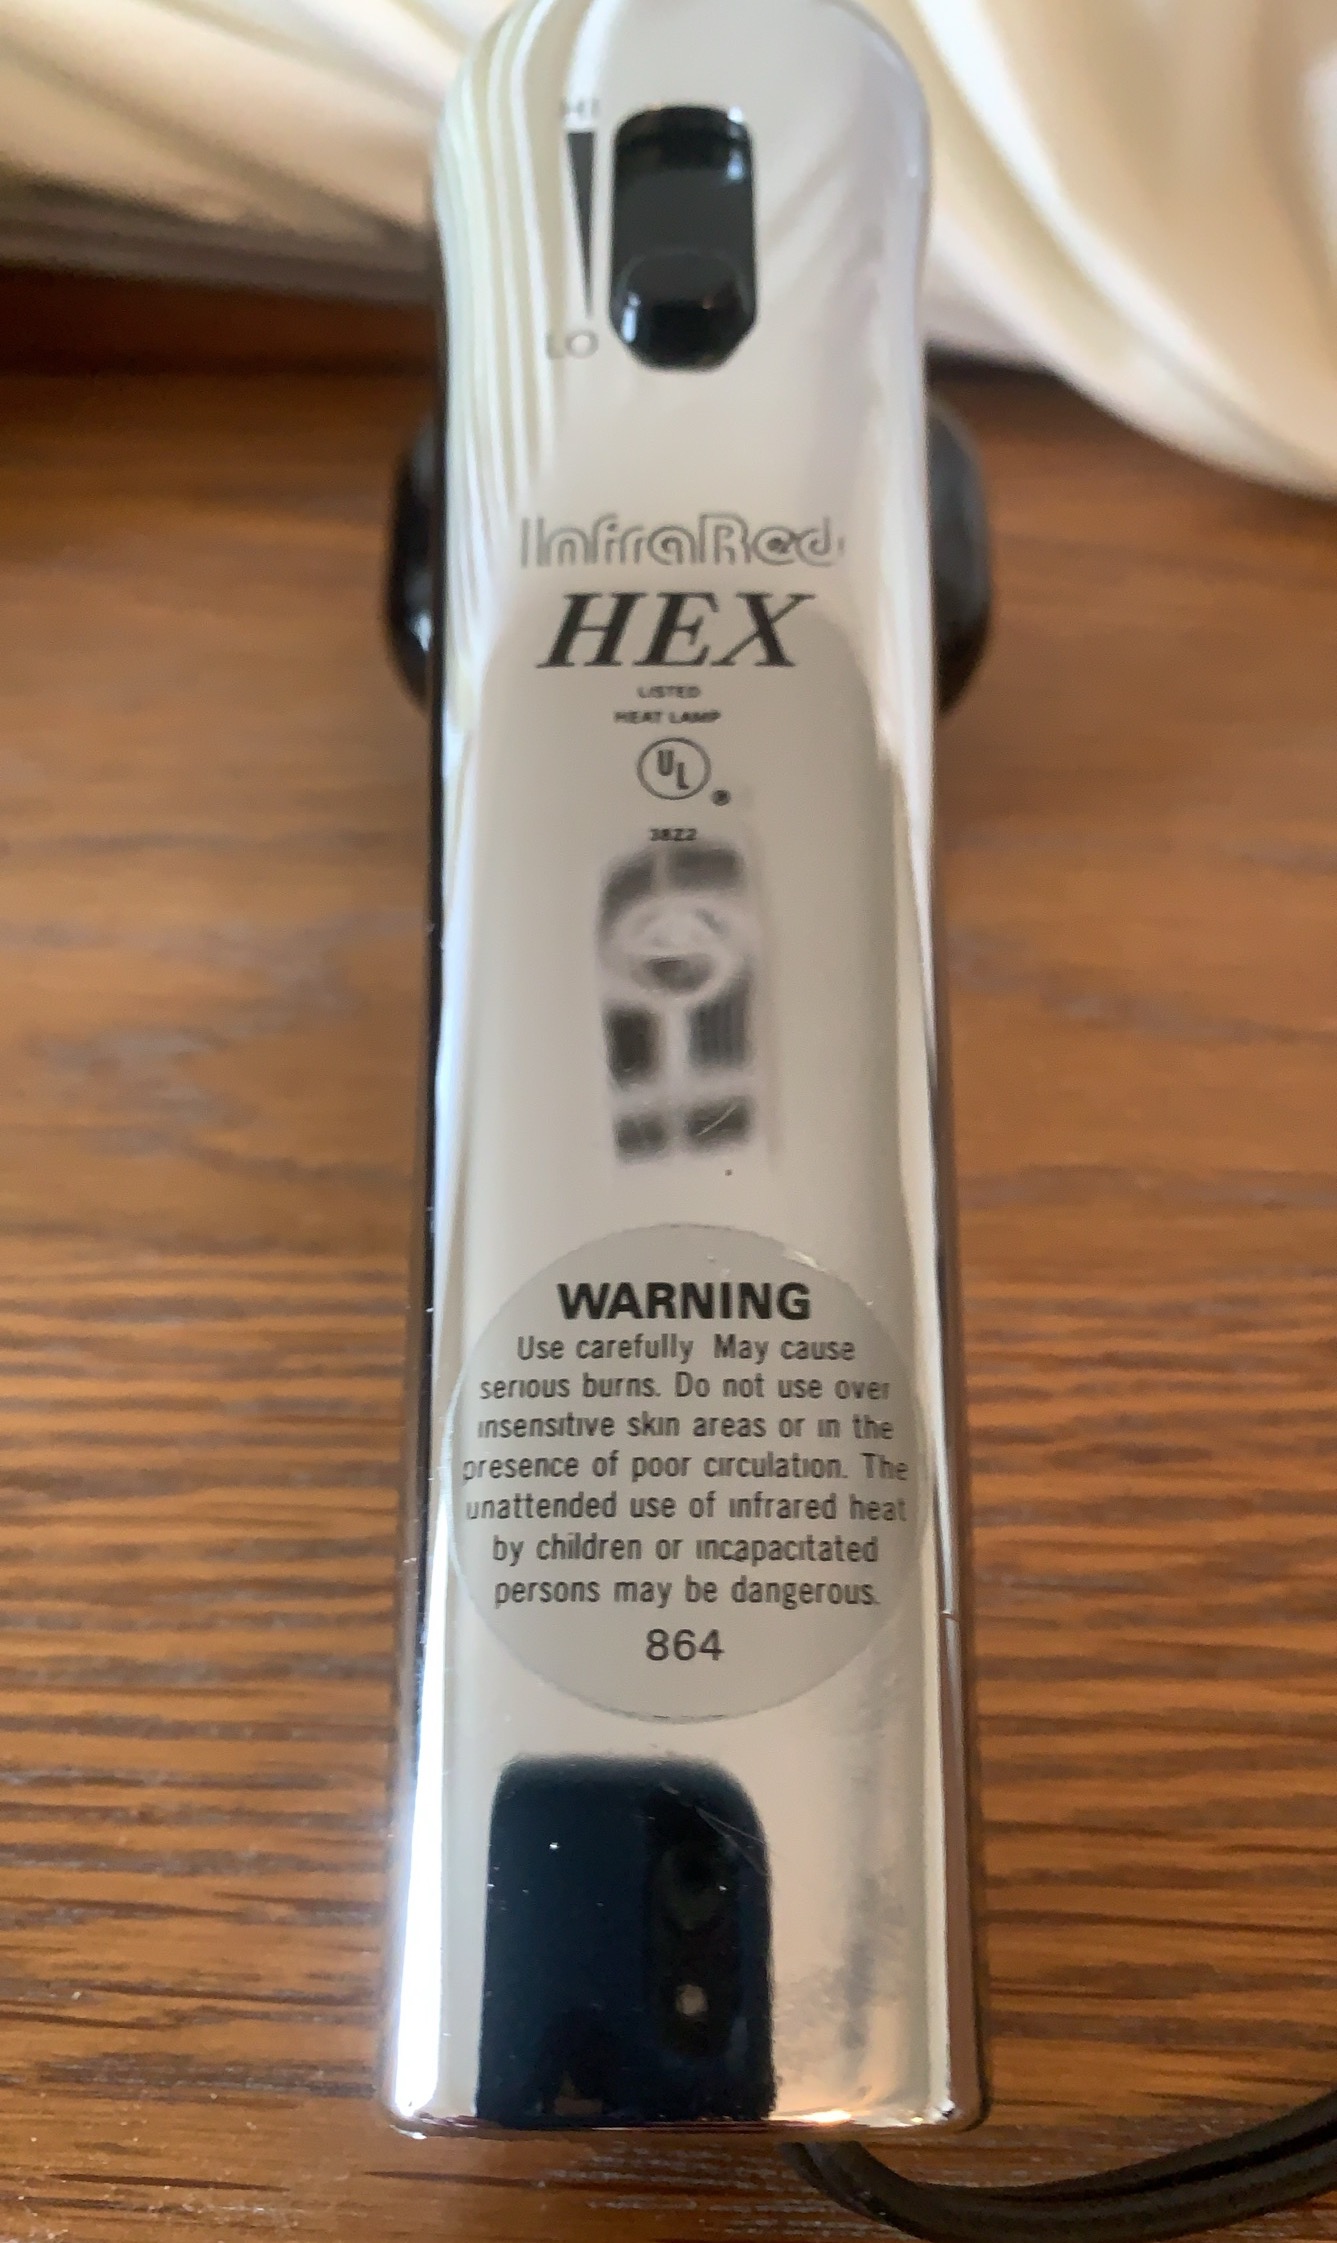 HI
LO
InfraRed
HEX
LISTED
HEAT LAMP
UL®
38Z2
WARNING
Use carefully May cause
serious burns. Do not use over
insensitive skin areas or in the
presence of poor circulation. The
unattended use of infrared heat
by children or incapacitated
persons may be dangerous.
864